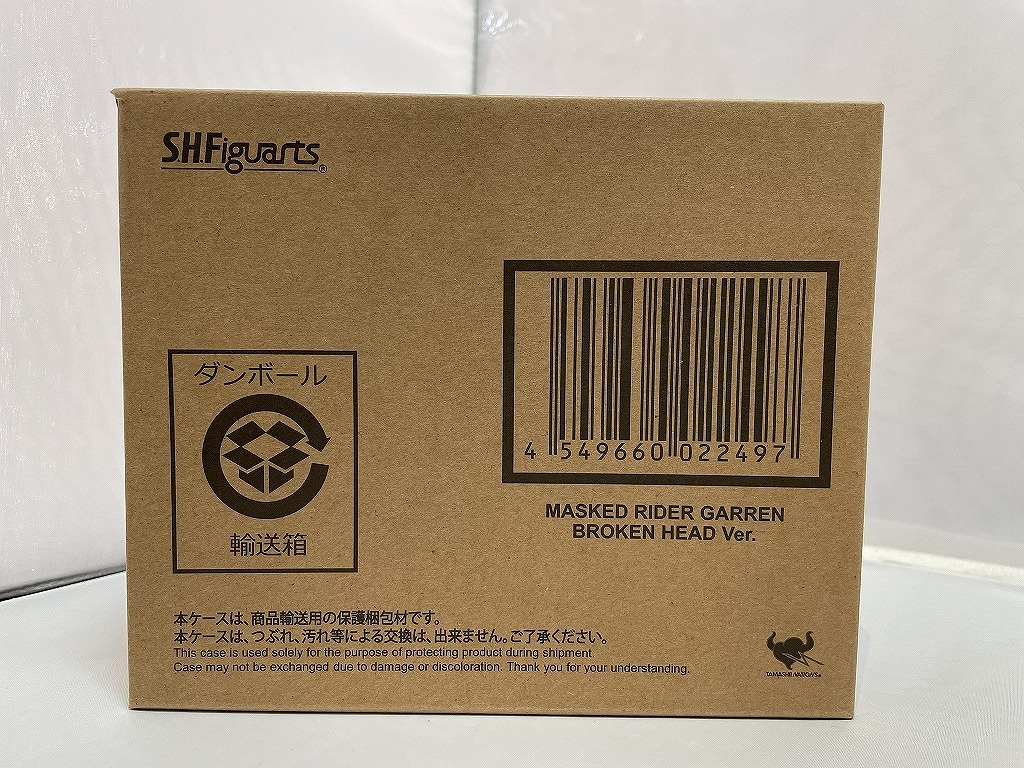 S.H.Figuarts®
4 549660 022497
MASKED RIDER GARREN
BROKEN HEAD Ver.
ダンボール
輸送箱
本ケースは、商品輸送用の保護梱包材です。
本ケースは、つぶれ、汚れ等による交換は、出来ません。ご了承ください。
This case is used solely for the purpose of protecting product during shipment.
Case may not be exchanged due to damage or discoloration. Thank you for your understanding.
TAMASHII NATIONS®